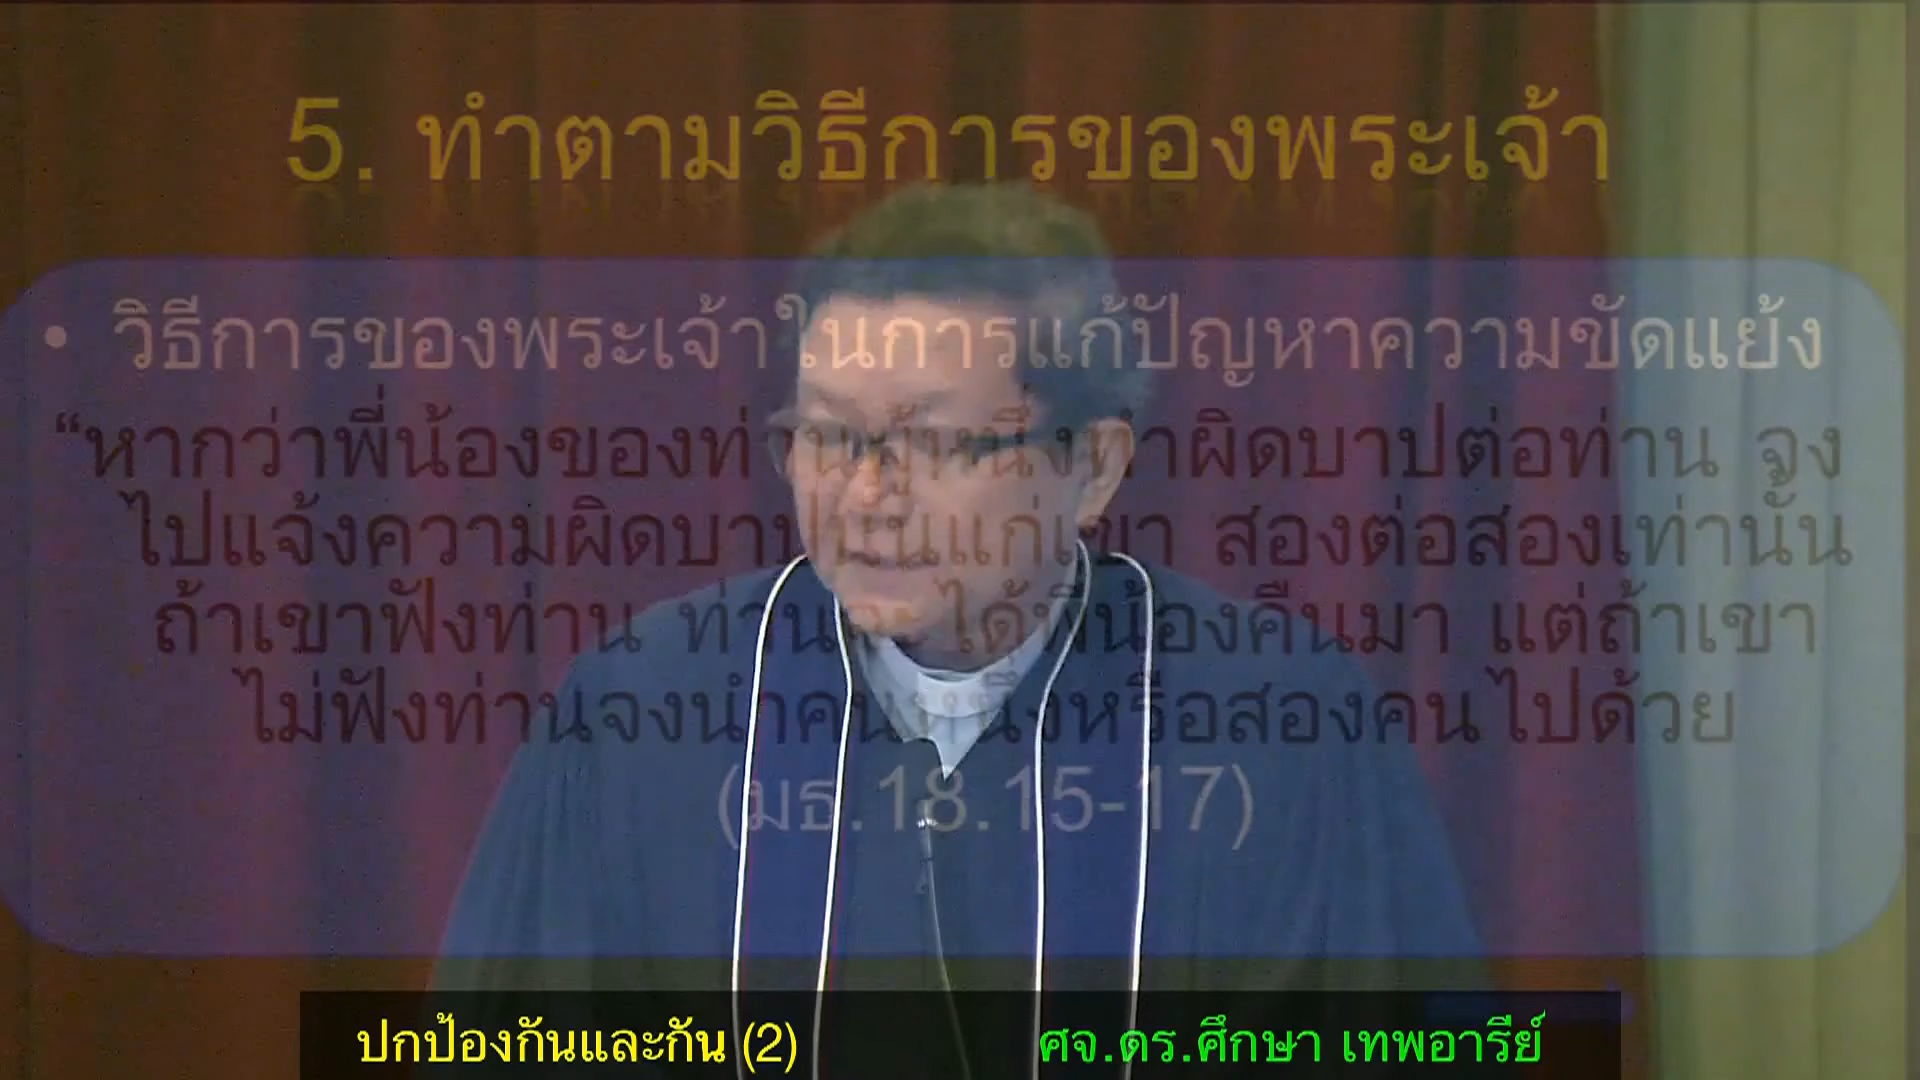 5. ทำตามวิธีการของพระเจ้า
• วิธีการของพระเจ้าในการแก้ปัญหาความขัดแย้ง
“หากว่าพี่น้องของท่านผู้หนึ่งทำผิดบาปต่อท่าน จง
ไปแจ้งความผิดบาปนั้นแก่เขา สองต่อสองเท่านั้น
ถ้าเขาฟังท่าน ท่านจะได้พี่น้องคืนมา แต่ถ้าเขา
ไม่ฟังท่านจงนำคนหนึ่งหรือสองคนไปด้วย
(มธ.18.15-17)
ปกป้องกันและกัน (2)
ศจ.ดร.ศึกษา เทพอารีย์